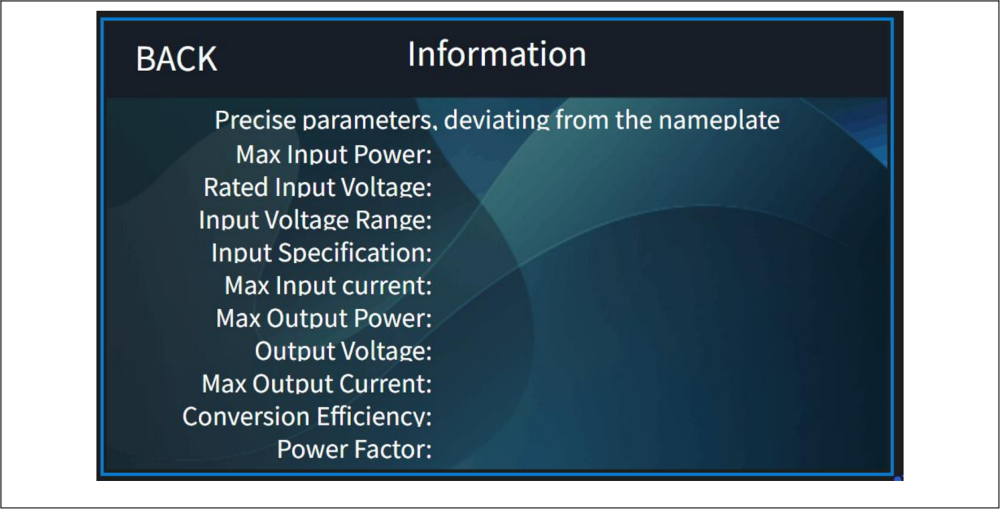 BACK
Information
Precise parameters, deviating from the nameplate
Max Input Power:
Rated Input Voltage:
Input Voltage Range:
Input Specification:
Max Input current:
Max Output Power:
Output Voltage:
Max Output Current:
Conversion Efficiency:
Power Factor: